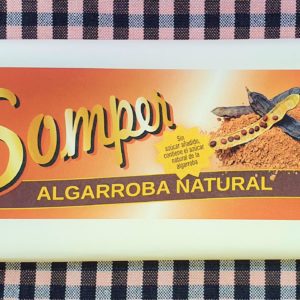 Somper
Sin
azúcar añadido,
contiene el azúcar
natural de la
algarroba
ALGARROBA NATURAL